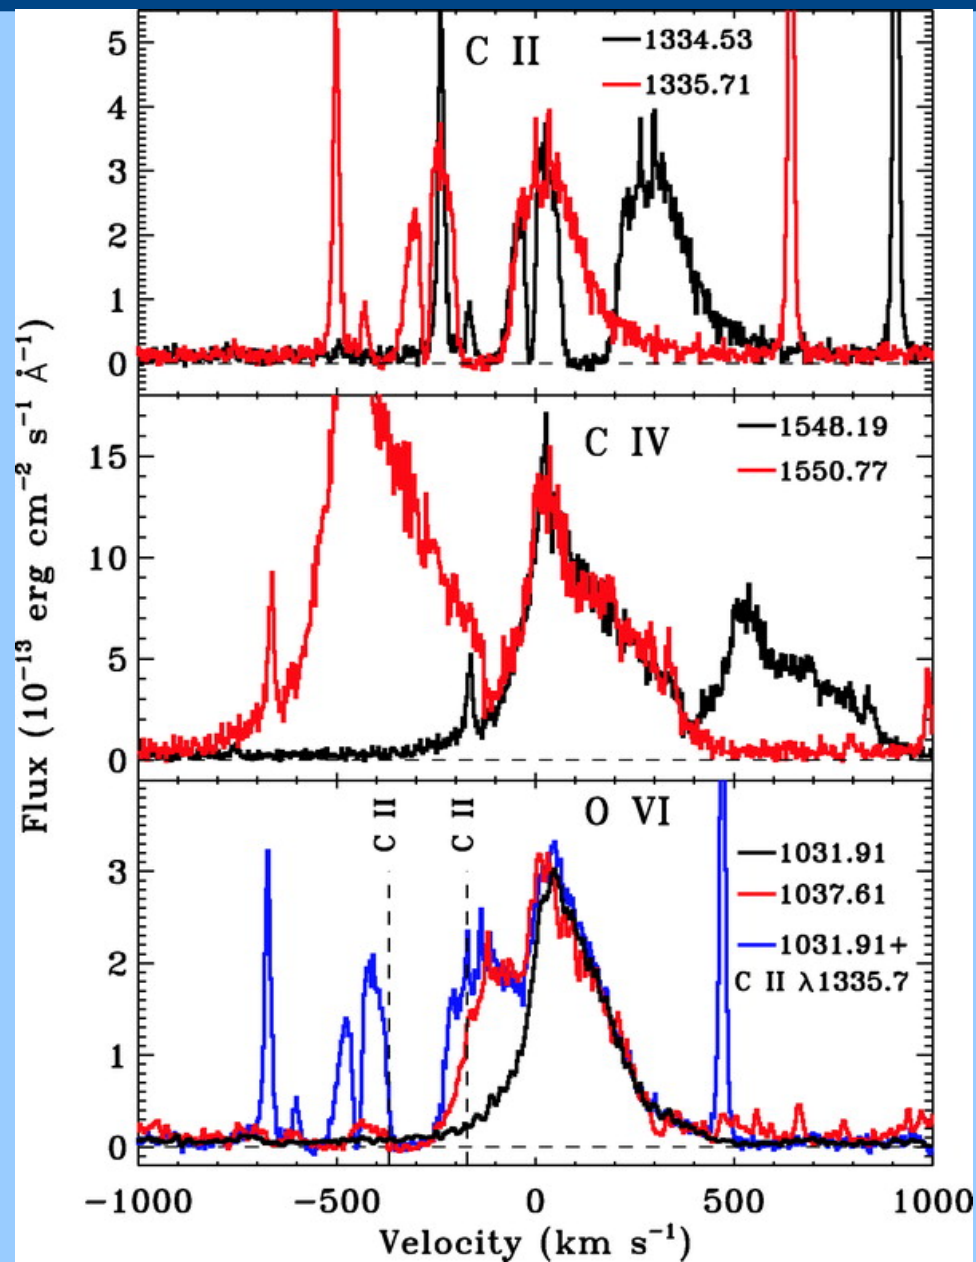 C II
1334.53
1335.71
5
4
3
2
1
0
C IV
1548.19
1550.77
15
10
5
0
O VI
C II
C II
1031.91
1037.61
1031.91+
C II λ1335.7
3
2
1
0
−1000 −500 0 500 1000
Velocity (km s⁻¹)
Flux (10⁻¹³ erg cm⁻² s⁻¹ Å⁻¹)